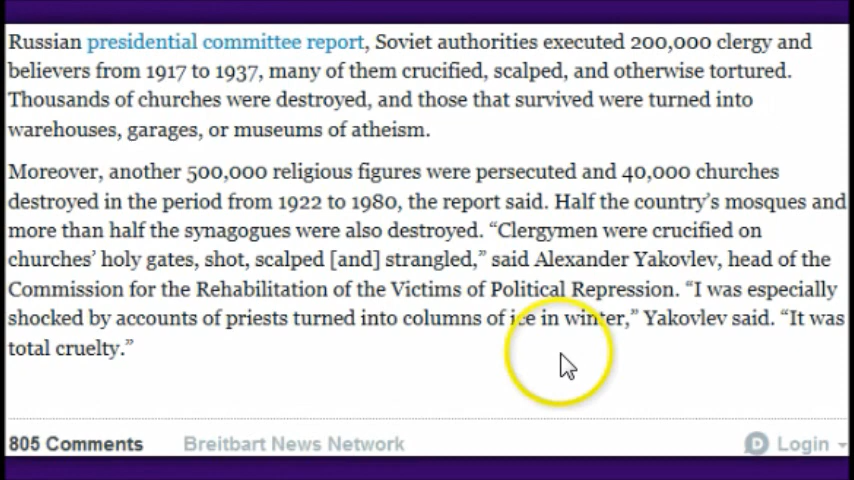 Russian presidential committee report, Soviet authorities executed 200,000 clergy and
believers from 1917 to 1937, many of them crucified, scalped, and otherwise tortured.
Thousands of churches were destroyed, and those that survived were turned into
warehouses, garages, or museums of atheism.
Moreover, another 500,000 religious figures were persecuted and 40,000 churches
destroyed in the period from 1922 to 1980, the report said. Half the country's mosques and
more than half the synagogues were also destroyed. “Clergymen were crucified on
churches' holy gates, shot, scalped [and] strangled,” said Alexander Yakovlev, head of the
Commission for the Rehabilitation of the Victims of Political Repression. “I was especially
shocked by accounts of priests turned into columns of ice in winter,” Yakovlev said. “It was
total cruelty.”
805 Comments Breitbart News Network D Login